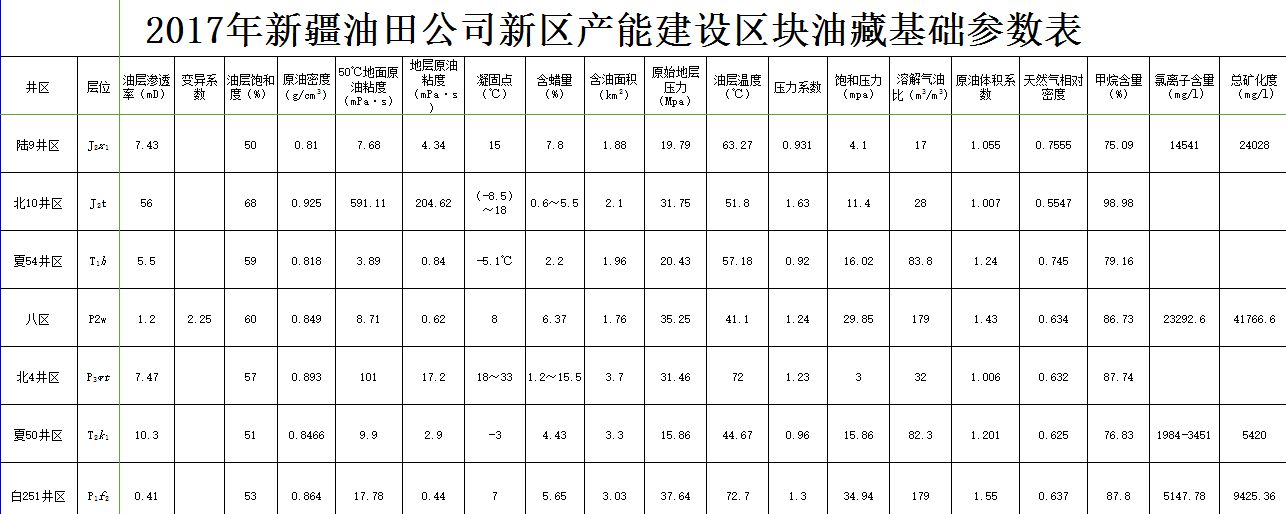 2017年新疆油田公司新区产能建设区块油藏基础参数表
井区 层位 油层渗透率(mD) 变异系数 油层饱和度(%) 原油密度(g/cm³) 50℃地面原油粘度(mPa·s) 地层原油粘度(mPa·s) 凝固点(℃) 含蜡量(%) 含油面积(km²) 原始地层压力(Mpa) 油层温度(℃) 压力系数 饱和压力(mpa) 溶解气油比(m³/m³) 原油体积系数 天然气相对密度 甲烷含量(%) 氯离子含量(mg/l) 总矿化度(mg/l)
陆9井区 J₂x₁ 7.43 50 0.81 7.68 4.34 15 7.8 1.88 19.79 63.27 0.931 4.1 17 1.055 0.7555 75.09 14541 24028
北10井区 J₂t 56 68 0.925 591.11 204.62 (-8.5)～18 0.6～5.5 2.1 31.75 51.8 1.63 11.4 28 1.007 0.5547 98.98
夏54井区 T₁b 5.5 59 0.818 3.89 0.84 -5.1℃ 2.2 1.96 20.43 57.18 0.92 16.02 83.8 1.24 0.745 79.16
八区 P2w 1.2 2.25 60 0.849 8.71 0.62 8 6.37 1.76 35.25 41.1 1.24 29.85 179 1.43 0.634 86.73 23292.6 41766.6
北4井区 P₃wt 7.47 57 0.893 101 17.2 18～33 1.2～15.5 3.7 31.46 72 1.23 3 32 1.006 0.632 87.74
夏50井区 T₂k₁ 10.3 51 0.8466 9.9 2.9 -3 4.43 3.3 15.86 44.67 0.96 15.86 82.3 1.201 0.625 76.83 1984-3451 5420
白251井区 P₁f₂ 0.41 53 0.864 17.78 0.44 7 5.65 3.03 37.64 72.7 1.3 34.94 179 1.55 0.637 87.8 5147.78 9425.36